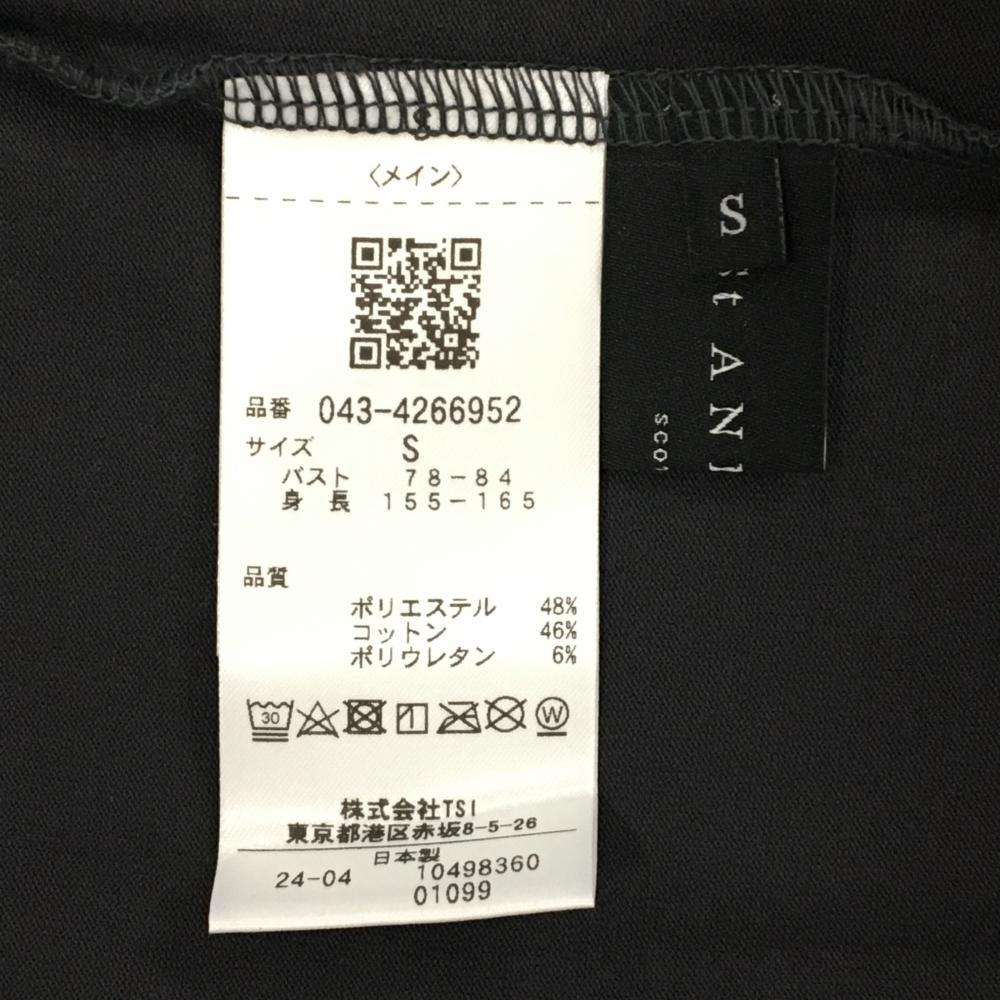 〈メイン〉
品番 043-4266952
サイズ S
バスト 78-84
身長 155-165
品質
ポリエステル 48%
コットン 46%
ポリウレタン 6%
30
W
株式会社TSI
東京都港区赤坂8-5-26
日本製
24-04 10498360
01099
S
t AN
SCO